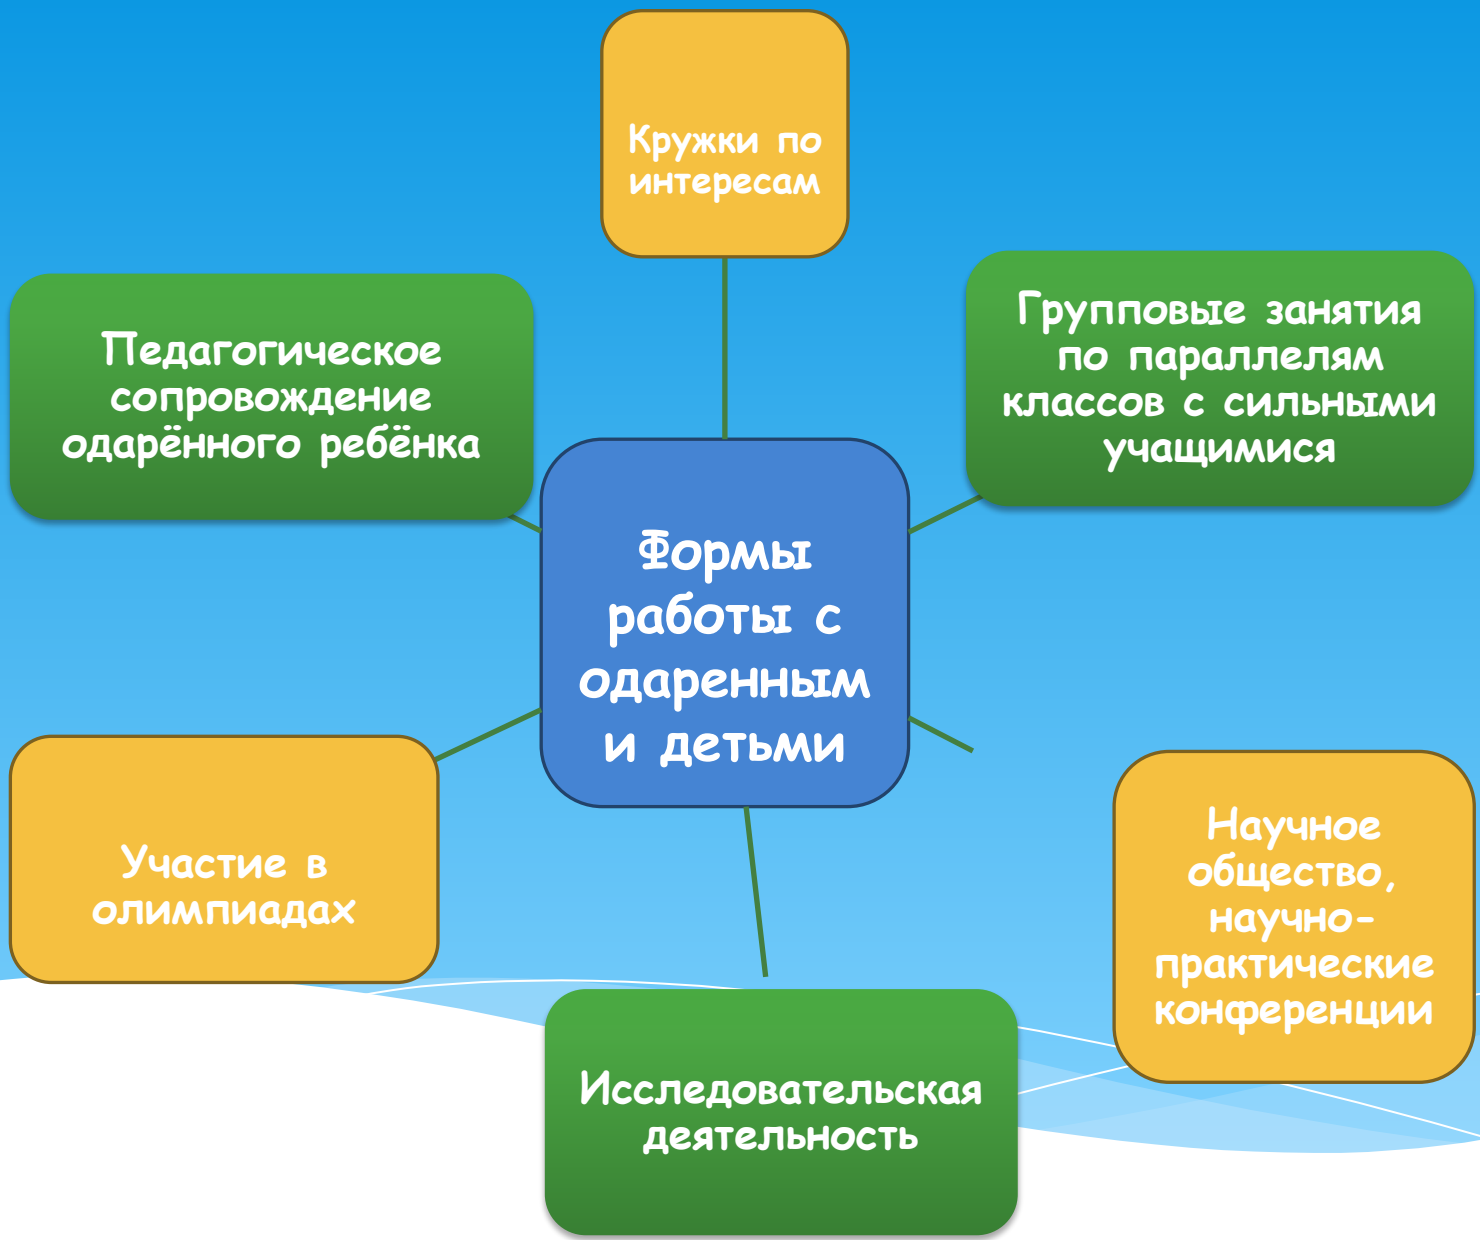 Кружки по
интересам
Педагогическое
сопровождение
одарённого ребёнка
Групповые занятия
по параллелям
классов с сильными
учащимися
Формы
работы с
одаренным
и детьми
Участие в
олимпиадах
Научное
общество,
научно-
практические
конференции
Исследовательская
деятельность